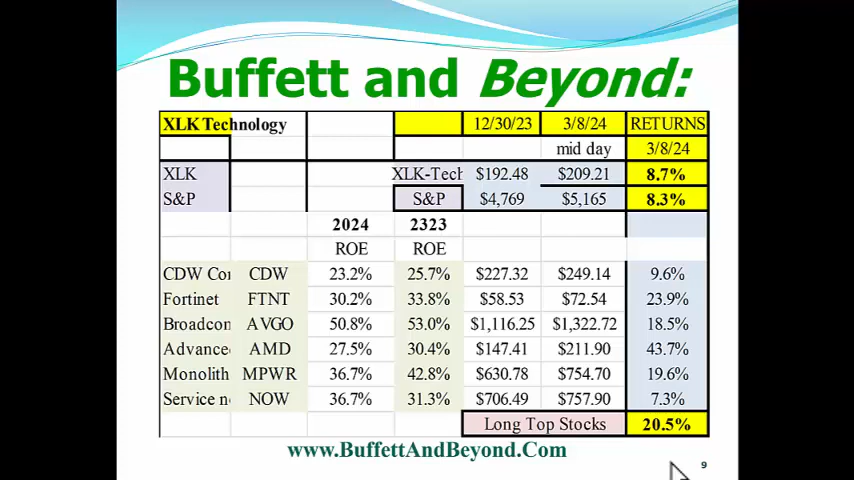 Buffett and Beyond:
XLK Technology 12/30/23 3/8/24 RETURNS
mid day 3/8/24
XLK XLK-Tech $192.48 $209.21 8.7%
S&P S&P $4,769 $5,165 8.3%
2024 2323
ROE ROE
CDW Cor CDW 23.2% 25.7% $227.32 $249.14 9.6%
Fortinet FTNT 30.2% 33.8% $58.53 $72.54 23.9%
Broadcon AVGO 50.8% 53.0% $1,116.25 $1,322.72 18.5%
Advance AMD 27.5% 30.4% $147.41 $211.90 43.7%
Monolith MPWR 36.7% 42.8% $630.78 $754.70 19.6%
Service n NOW 36.7% 31.3% $706.49 $757.90 7.3%
Long Top Stocks 20.5%
www.BuffettAndBeyond.Com
9